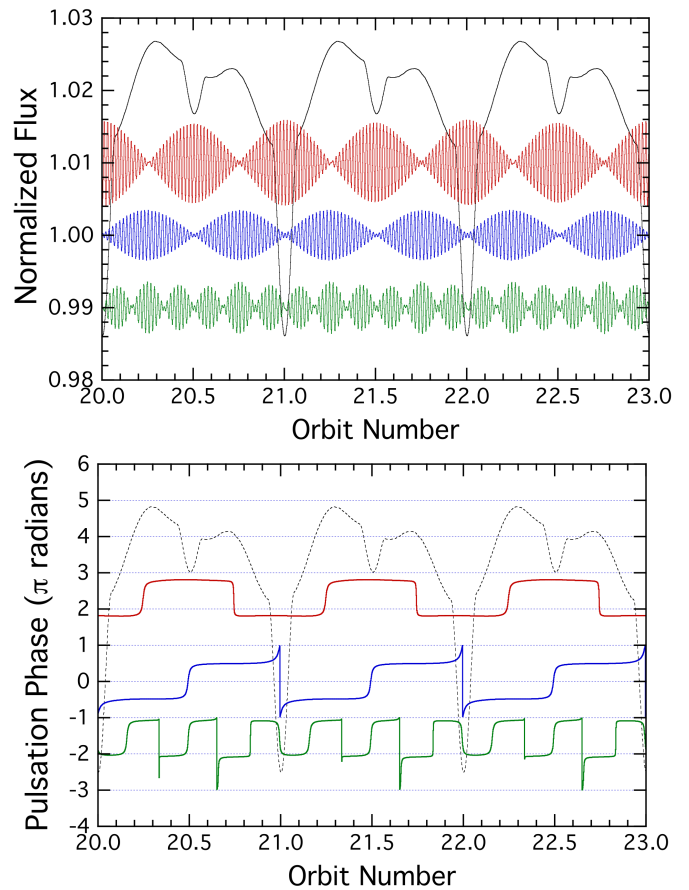 1.03
1.02
1.01
1.00
0.99
0.98
Normalized Flux
20.0 20.5 21.0 21.5 22.0 22.5 23.0
Orbit Number
6
5
4
3
2
1
0
-1
-2
-3
-4
Pulsation Phase (π radians)
20.0 20.5 21.0 21.5 22.0 22.5 23.0
Orbit Number